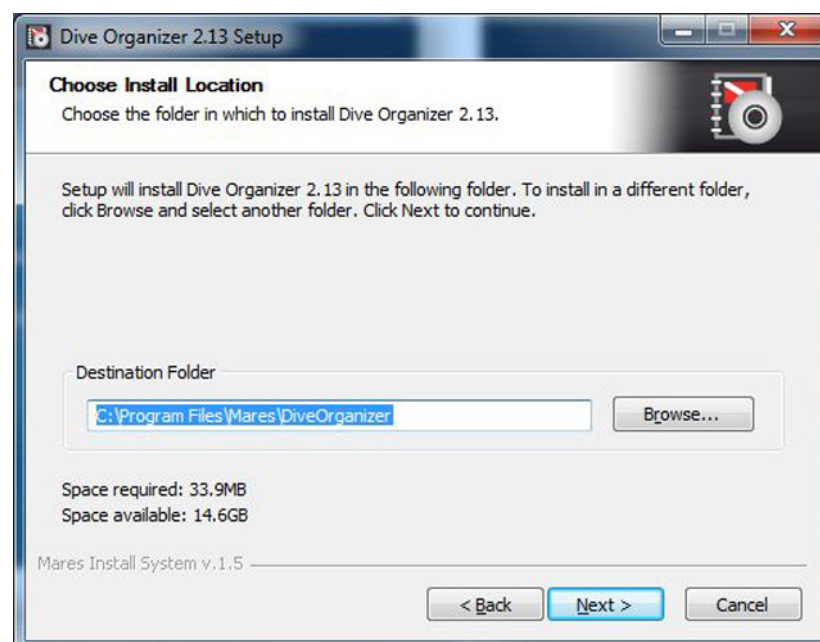 Dive Organizer 2.13 Setup
Choose Install Location
Choose the folder in which to install Dive Organizer 2.13.
Setup will install Dive Organizer 2.13 in the following folder. To install in a different folder,
click Browse and select another folder. Click Next to continue.
Destination Folder
C:\Program Files\Mares\DiveOrganizer
Browse...
Space required: 33.9MB
Space available: 14.6GB
Mares Install System v.1.5
< Back
Next >
Cancel